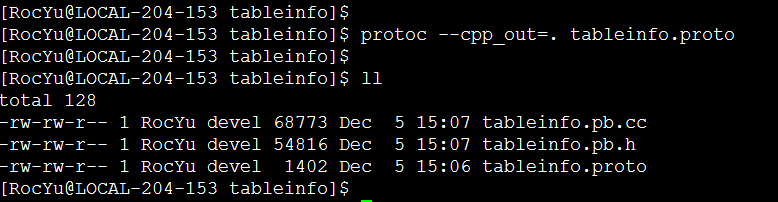 [RocYu@LOCAL-204-153 tableinfo]$
[RocYu@LOCAL-204-153 tableinfo]$ protoc --cpp_out=. tableinfo.proto
[RocYu@LOCAL-204-153 tableinfo]$
[RocYu@LOCAL-204-153 tableinfo]$ ll
total 128
-rw-rw-r-- 1 RocYu devel 68773 Dec  5 15:07 tableinfo.pb.cc
-rw-rw-r-- 1 RocYu devel 54816 Dec  5 15:07 tableinfo.pb.h
-rw-rw-r-- 1 RocYu devel  1402 Dec  5 15:06 tableinfo.proto
[RocYu@LOCAL-204-153 tableinfo]$